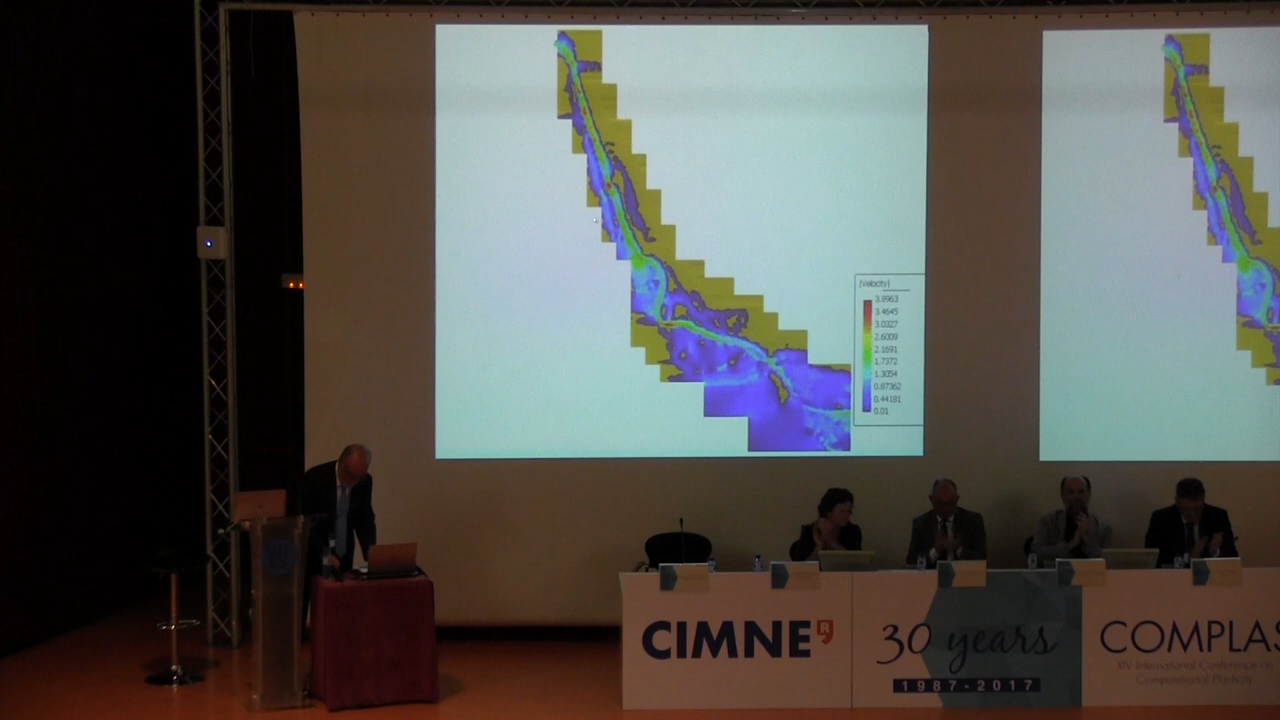 |Velocity|
3.8963
3.4645
3.0327
2.6009
2.1691
1.7372
1.3054
0.87362
0.44181
0.01
CIMNE
30 years
1987-2017
COMPLAS
XIV International Conference on
Computational Plasticity